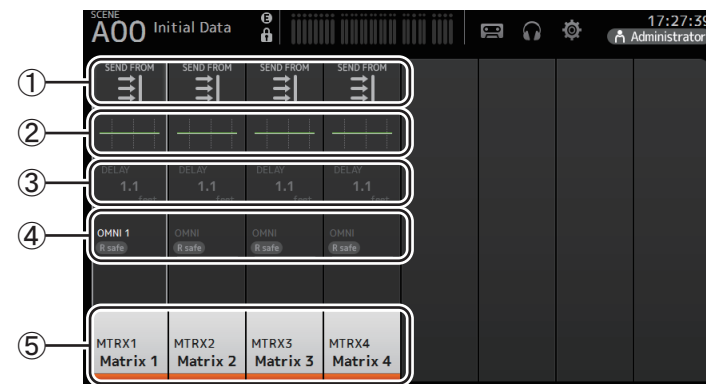 SCENE
A00 Initial Data
E
17:27:39
Administrator
① SEND FROM SEND FROM SEND FROM SEND FROM
②
③ DELAY DELAY DELAY DELAY
1.1 1.1 1.1 1.1
④ OMNI 1 OMNI OMNI OMNI
R safe R safe R safe R safe
⑤ MTRX1 MTRX2 MTRX3 MTRX4
Matrix 1 Matrix 2 Matrix 3 Matrix 4